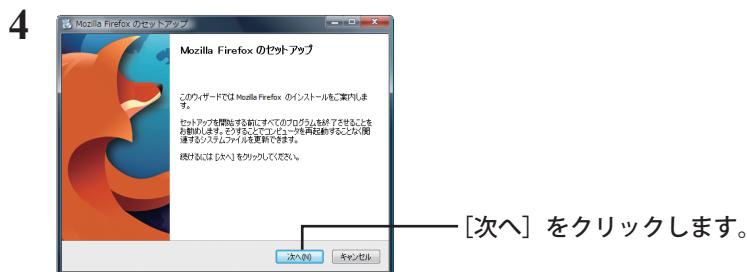 4
Mozilla Firefox のセットアップ
Mozilla Firefox のセットアップ
このウィザードでは Mozilla Firefox のインストールをご案内しま
す。
セットアップを開始する前にすべてのプログラムを終了させることを
お勧めします。そうすることでコンピュータを再起動することなく関
連するシステムファイルを更新できます。
続けるには [次へ] をクリックしてください。
［次へ］をクリックします。
次へ(N) キャンセル